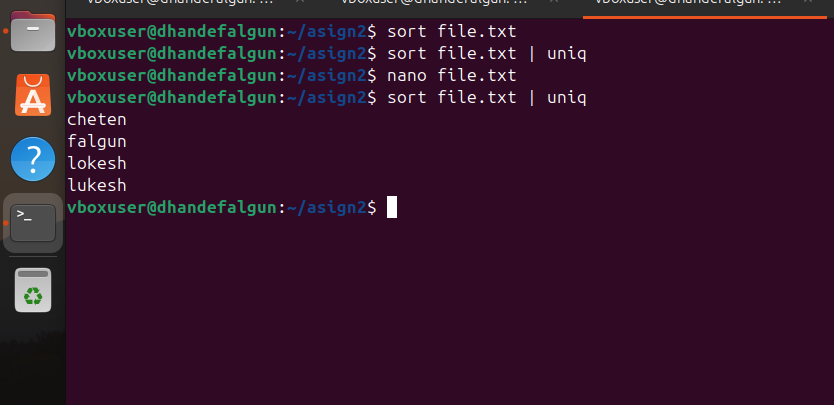 vboxuser@dhandefalgun:~/asign2$ sort file.txt
vboxuser@dhandefalgun:~/asign2$ sort file.txt | uniq
vboxuser@dhandefalgun:~/asign2$ nano file.txt
vboxuser@dhandefalgun:~/asign2$ sort file.txt | uniq
cheten
falgun
lokesh
lukesh
vboxuser@dhandefalgun:~/asign2$